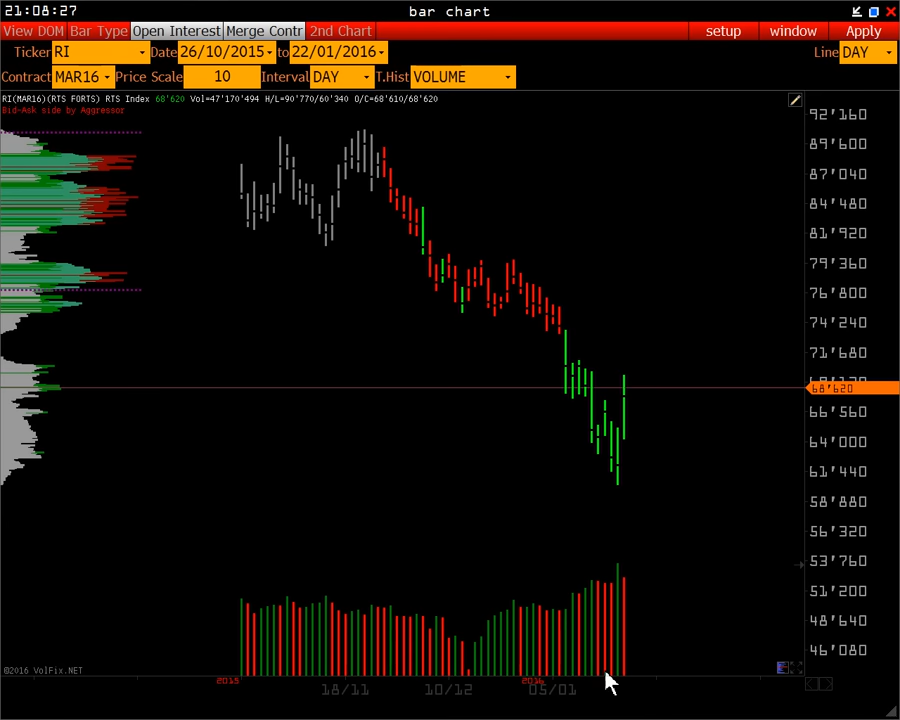 21:08:27 bar chart
View DOM Bar Type Open Interest Merge Contr 2nd Chart setup window Apply
Ticker RI Date 26/10/2015 to 22/01/2016 Line DAY
Contract MAR16 Price Scale 10 Interval DAY T.Hist VOLUME
RI(MAR16)(RTS FORTS) RTS Index 68'620 Vol=47'170'494 H/L=90'770/60'340 O/C=68'610/68'620
Bid-Ask side by Aggressor
92'160
89'600
87'040
84'480
81'920
79'360
76'800
74'240
71'680
68'620
66'560
64'000
61'440
58'880
56'320
53'760
51'200
48'640
46'080
©2016 VolFix.NET
2015 2016
18/11 10/12 05/01